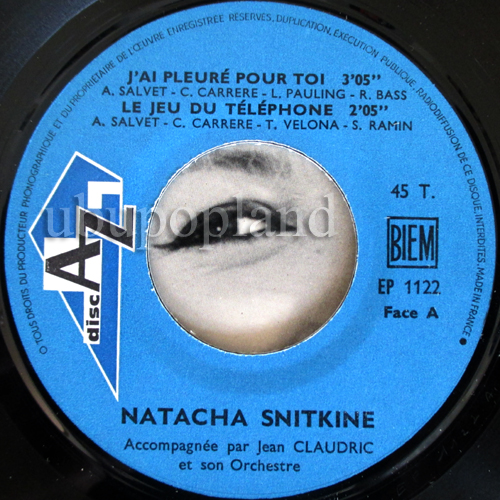 O TOUS DROITS DU PRODUCTEUR PHONOGRAPHIQUE ET DU PROPRIETAIRE DE L'ŒUVRE ENREGISTREE RÉSERVÉS, DUPLICATION, EXÉCUTION PUBLIQUE, RADIODIFFUSION DE CE DISQUE, INTERDITES. MADE IN FRANCE ●
J'AI PLEURÉ POUR TOI 3'05"
A. SALVET - C. CARRERE - L. PAULING - R. BASS
LE JEU DU TÉLÉPHONE 2'05"
A. SALVET - C. CARRERE - T. VELONA - S. RAMIN
disc AZ
ubupopland
45 T.
BIEM
EP 1122
Face A
NATACHA SNITKINE
Accompagnée par Jean CLAUDRIC
et son Orchestre